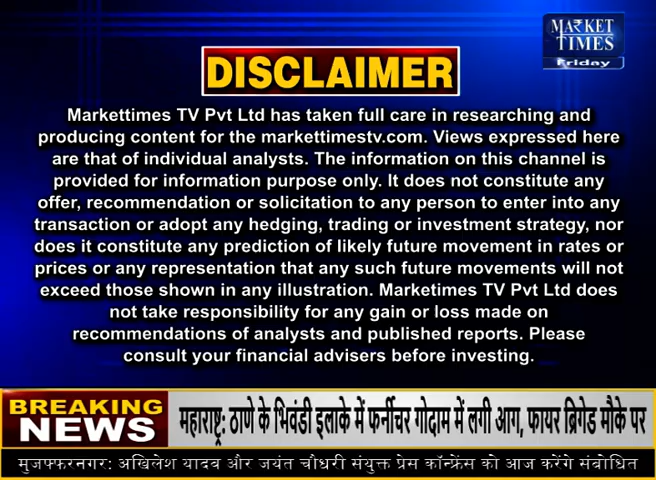 MARKET
TIMES
Friday
DISCLAIMER
Markettimes TV Pvt Ltd has taken full care in researching and
producing content for the markettimestv.com. Views expressed here
are that of individual analysts. The information on this channel is
provided for information purpose only. It does not constitute any
offer, recommendation or solicitation to any person to enter into any
transaction or adopt any hedging, trading or investment strategy, nor
does it constitute any prediction of likely future movement in rates or
prices or any representation that any such future movements will not
exceed those shown in any illustration. Marketimes TV Pvt Ltd does
not take responsibility for any gain or loss made on
recommendations of analysts and published reports. Please
consult your financial advisers before investing.
BREAKING
NEWS
महाराष्ट्र: ठाणे के भिवंडी इलाके में फर्नीचर गोदाम में लगी आग, फायर ब्रिगेड मौके पर
मुजफ्फरनगर: अखिलेश यादव और जयंत चौधरी संयुक्त प्रेस कॉन्फ्रेंस को आज करेंगे संबोधित